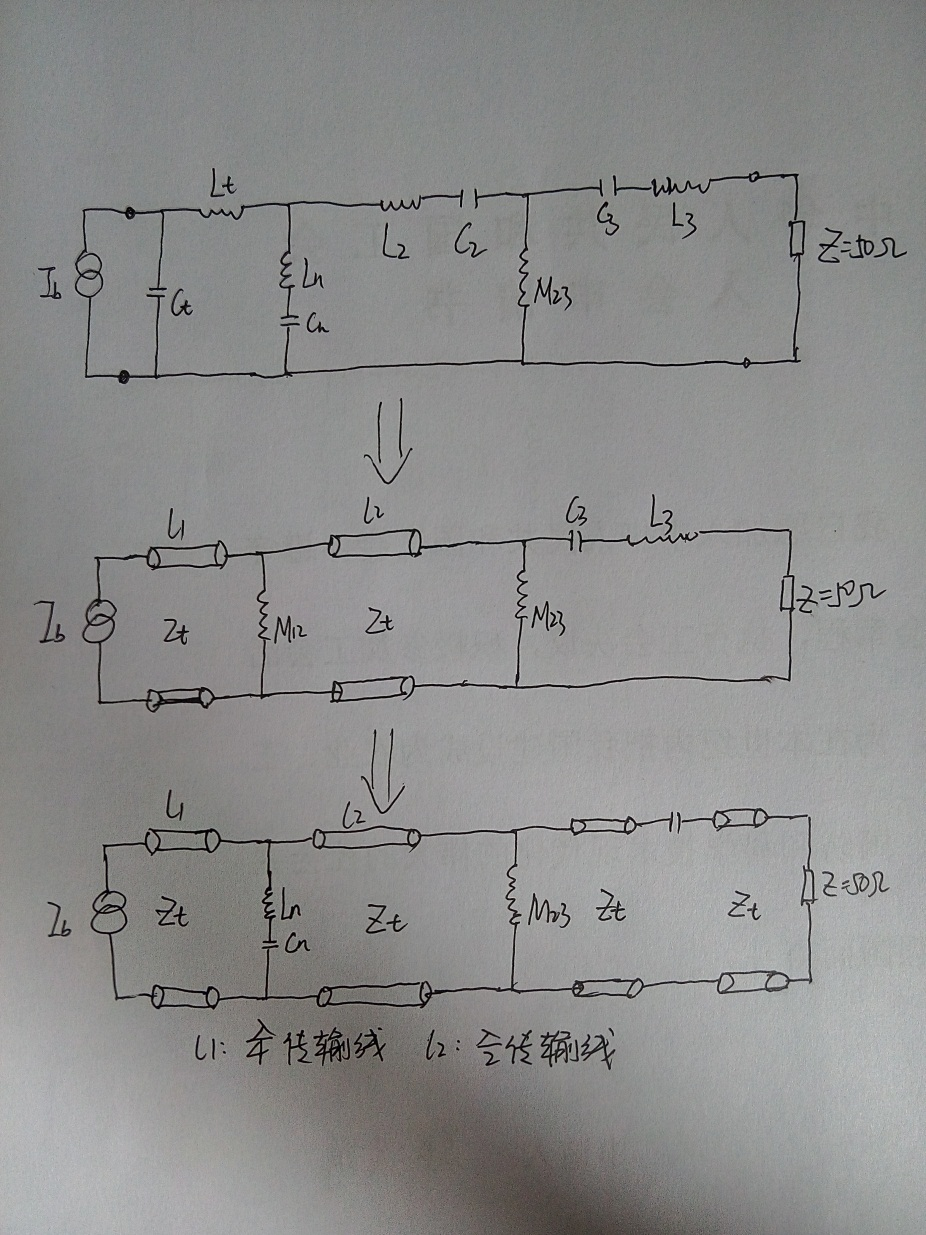 Lt
C3 L3
L2 C2
Z=50Ω
Ib Ct Ln M23
Cn
l1 l2 C3 L3
Ib Zt M12 Zt M23 Z=50Ω
l1 l2
Ib Zt Ln Zt M23 Zt Zt Z=50Ω
Cn
l1: 传输线 l2: 全传输线